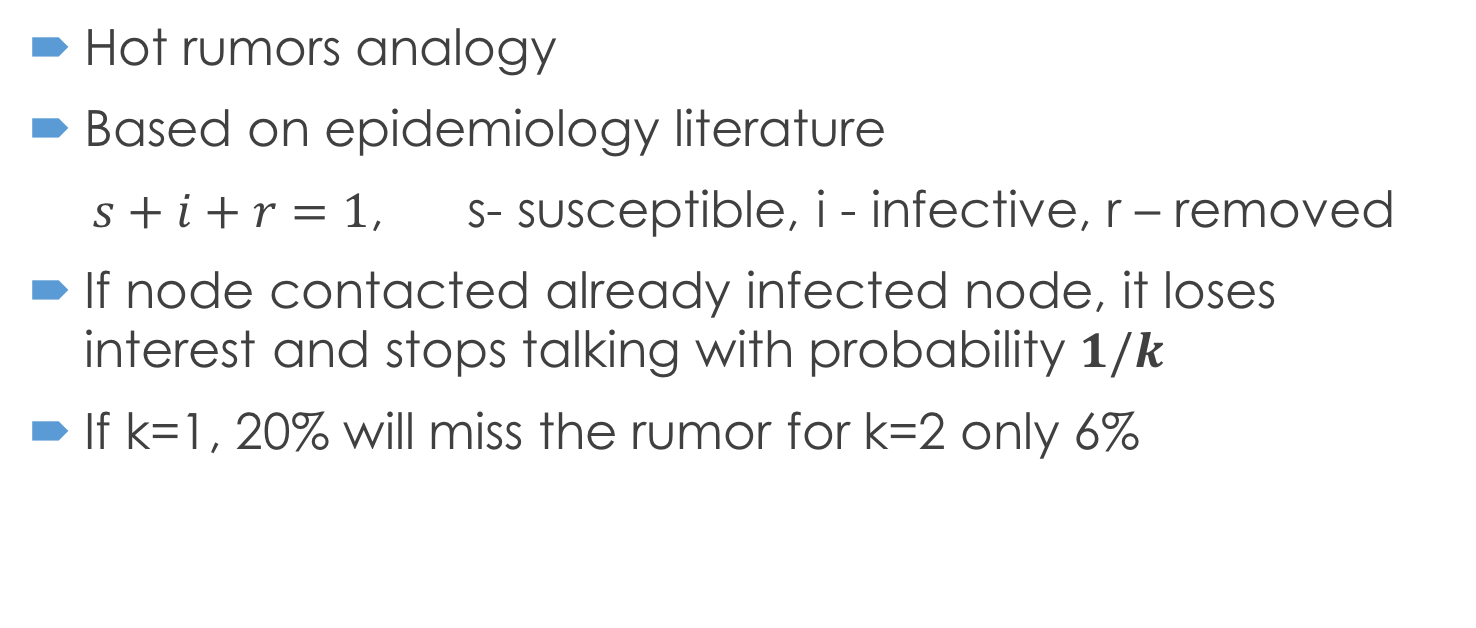 Hot rumors analogy
Based on epidemiology literature
s + i + r = 1, s- susceptible, i - infective, r – removed
If node contacted already infected node, it loses
interest and stops talking with probability 1/k
If k=1, 20% will miss the rumor for k=2 only 6%